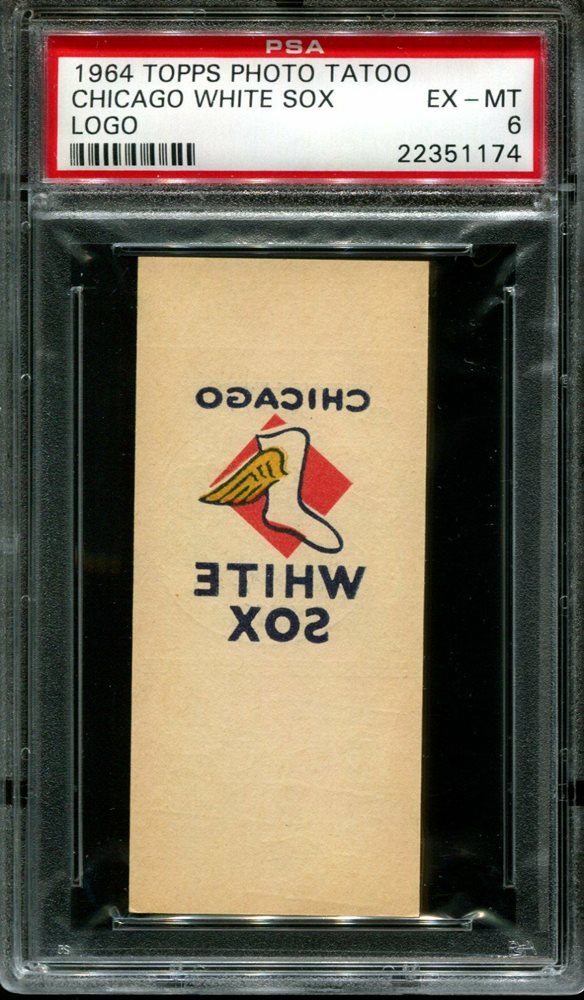 PSA
1964 TOPPS PHOTO TATOO
CHICAGO WHITE SOX EX - MT
LOGO 6
22351174
CHICAGO
WHITE
SOX